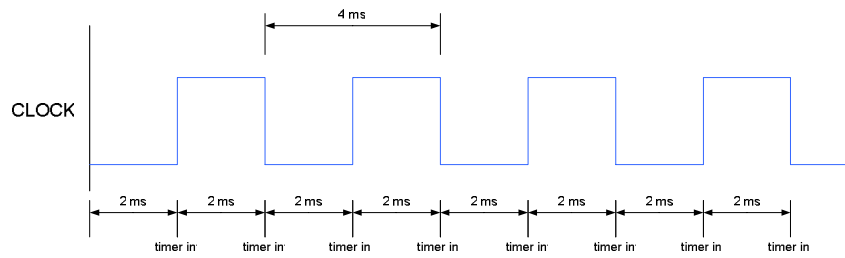 4 ms
CLOCK
2 ms 2 ms 2 ms 2 ms 2 ms 2 ms 2 ms 2 ms
timer in timer in timer in timer in timer in timer in timer in timer in